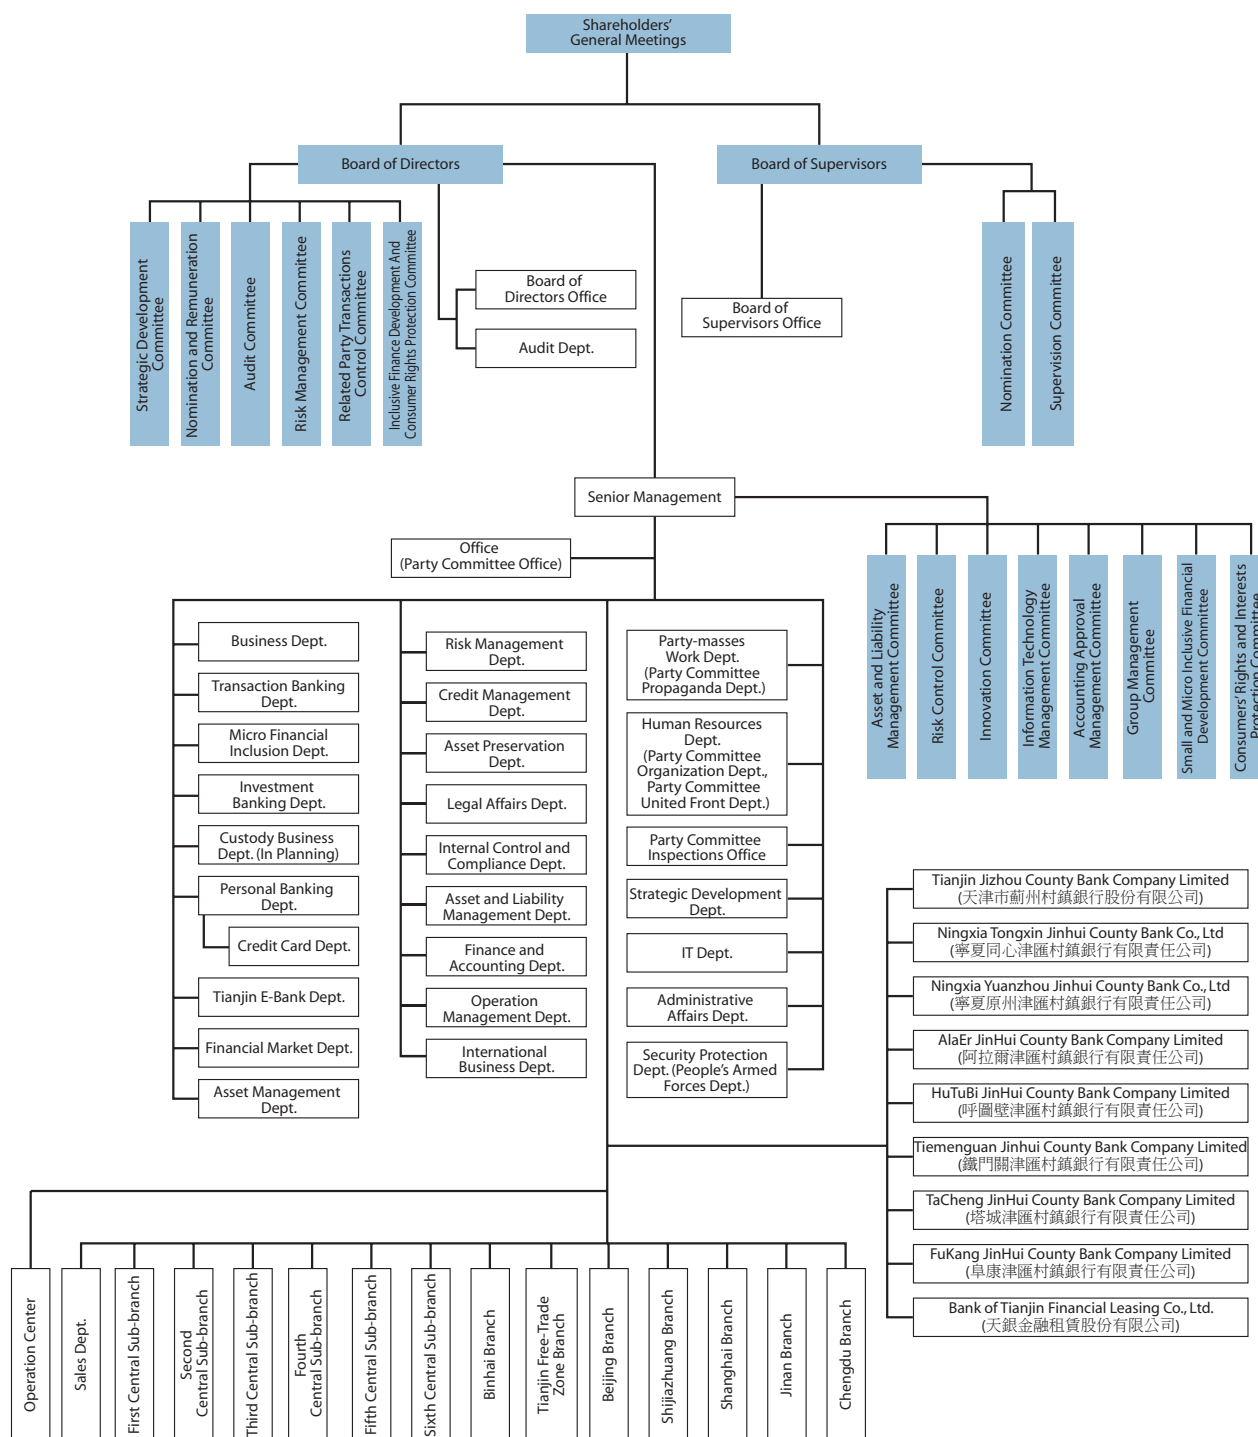 Shareholders’
General Meetings
Board of Directors
Board of Supervisors
Strategic Development
Committee
Nomination and Remuneration
Committee
Audit Committee
Risk Management Committee
Related Party Transactions
Control Committee
Inclusive Finance Development And
Consumer Rights Protection Committee
Board of
Directors Office
Audit Dept.
Board of
Supervisors Office
Nomination Committee
Supervision Committee
Senior Management
Office
(Party Committee Office)
Asset and Liability
Management Committee
Risk Control Committee
Innovation Committee
Information Technology
Management Committee
Accounting Approval
Management Committee
Group Management
Committee
Small and Micro Inclusive Financial
Development Committee
Consumers’ Rights and Interests
Protection Committee
Business Dept.
Transaction Banking
Dept.
Micro Financial
Inclusion Dept.
Investment
Banking Dept.
Custody Business
Dept. (In Planning)
Personal Banking
Dept.
Credit Card Dept.
Tianjin E-Bank Dept.
Financial Market Dept.
Asset Management
Dept.
Risk Management
Dept.
Credit Management
Dept.
Asset Preservation
Dept.
Legal Affairs Dept.
Internal Control and
Compliance Dept.
Asset and Liability
Management Dept.
Finance and
Accounting Dept.
Operation
Management Dept.
International
Business Dept.
Party-masses
Work Dept.
(Party Committee
Propaganda Dept.)
Human Resources
Dept.
(Party Committee
Organization Dept.,
Party Committee
United Front Dept.)
Party Committee
Inspections Office
Strategic Development
Dept.
IT Dept.
Administrative
Affairs Dept.
Security Protection
Dept. (People’s Armed
Forces Dept.)
Tianjin Jizhou County Bank Company Limited
(天津市薊州村鎮銀行股份有限公司)
Ningxia Tongxin Jinhui County Bank Co., Ltd
(寧夏同心津匯村鎮銀行有限責任公司)
Ningxia Yuanzhou Jinhui County Bank Co., Ltd
(寧夏原州津匯村鎮銀行有限責任公司)
AlaEr JinHui County Bank Company Limited
(阿拉爾津匯村鎮銀行有限責任公司)
HuTuBi JinHui County Bank Company Limited
(呼圖壁津匯村鎮銀行有限責任公司)
Tiemenguan Jinhui County Bank Company Limited
(鐵門關津匯村鎮銀行有限責任公司)
TaCheng JinHui County Bank Company Limited
(塔城津匯村鎮銀行有限責任公司)
FuKang JinHui County Bank Company Limited
(阜康津匯村鎮銀行有限責任公司)
Bank of Tianjin Financial Leasing Co., Ltd.
(天銀金融租賃股份有限公司)
Operation Center
Sales Dept.
First Central Sub-branch
Second
Central Sub-branch
Third Central Sub-branch
Fourth
Central Sub-branch
Fifth Central Sub-branch
Sixth Central Sub-branch
Binhai Branch
Tianjin Free-Trade
Zone Branch
Beijing Branch
Shijiazhuang Branch
Shanghai Branch
Jinan Branch
Chengdu Branch